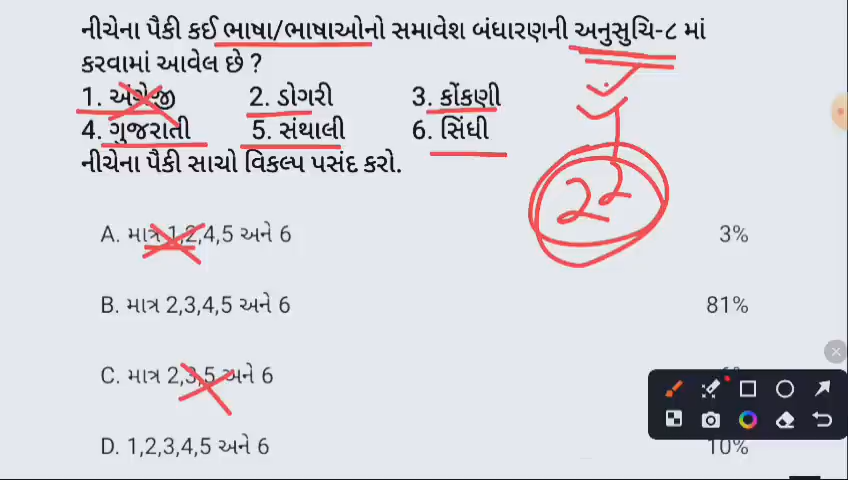 નીચેના પૈકી કઈ ભાષા/ભાષાઓનો સમાવેશ બંધારણની અનુસુચિ-૮ માં
કરવામાં આવેલ છે ?
1. અંગ્રેજી 2. ડોગરી 3. કોંકણી
4. ગુજરાતી 5. સંથાલી 6. સિંધી
નીચેના પૈકી સાચો વિકલ્પ પસંદ કરો.
22
A. માત્ર 1,2,4,5 અને 6 3%
B. માત્ર 2,3,4,5 અને 6 81%
C. માત્ર 2,3,5 અને 6
D. 1,2,3,4,5 અને 6 10%